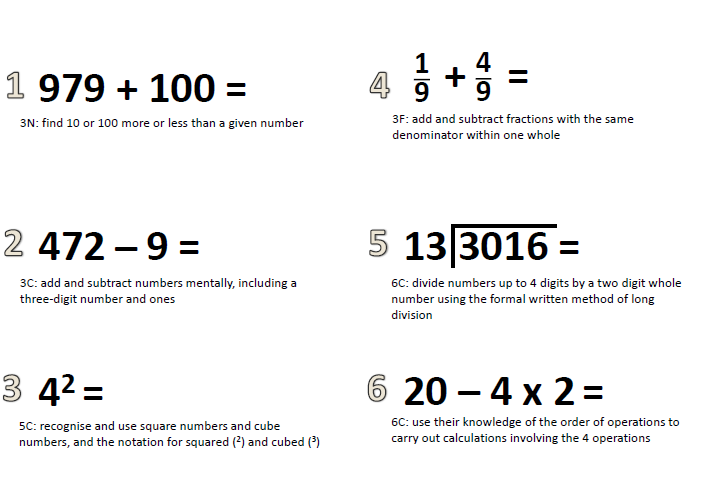 1 979 + 100 =
3N: find 10 or 100 more or less than a given number
2 472 – 9 =
3C: add and subtract numbers mentally, including a
three-digit number and ones
3 4² =
5C: recognise and use square numbers and cube
numbers, and the notation for squared (²) and cubed (³)
4 1/9 + 4/9 =
3F: add and subtract fractions with the same
denominator within one whole
5 13 3016 =
6C: divide numbers up to 4 digits by a two digit whole
number using the formal written method of long
division
6 20 – 4 x 2 =
6C: use their knowledge of the order of operations to
carry out calculations involving the 4 operations